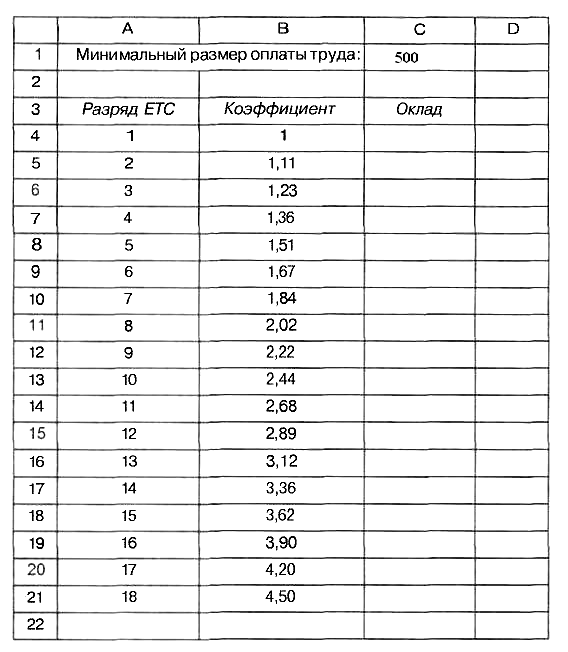 A B C D
1 Минимальный размер оплаты труда: 500
2
3 Разряд ЕТС Коэффициент Оклад
4 1 1
5 2 1,11
6 3 1,23
7 4 1,36
8 5 1,51
9 6 1,67
10 7 1,84
11 8 2,02
12 9 2,22
13 10 2,44
14 11 2,68
15 12 2,89
16 13 3,12
17 14 3,36
18 15 3,62
19 16 3,90
20 17 4,20
21 18 4,50
22